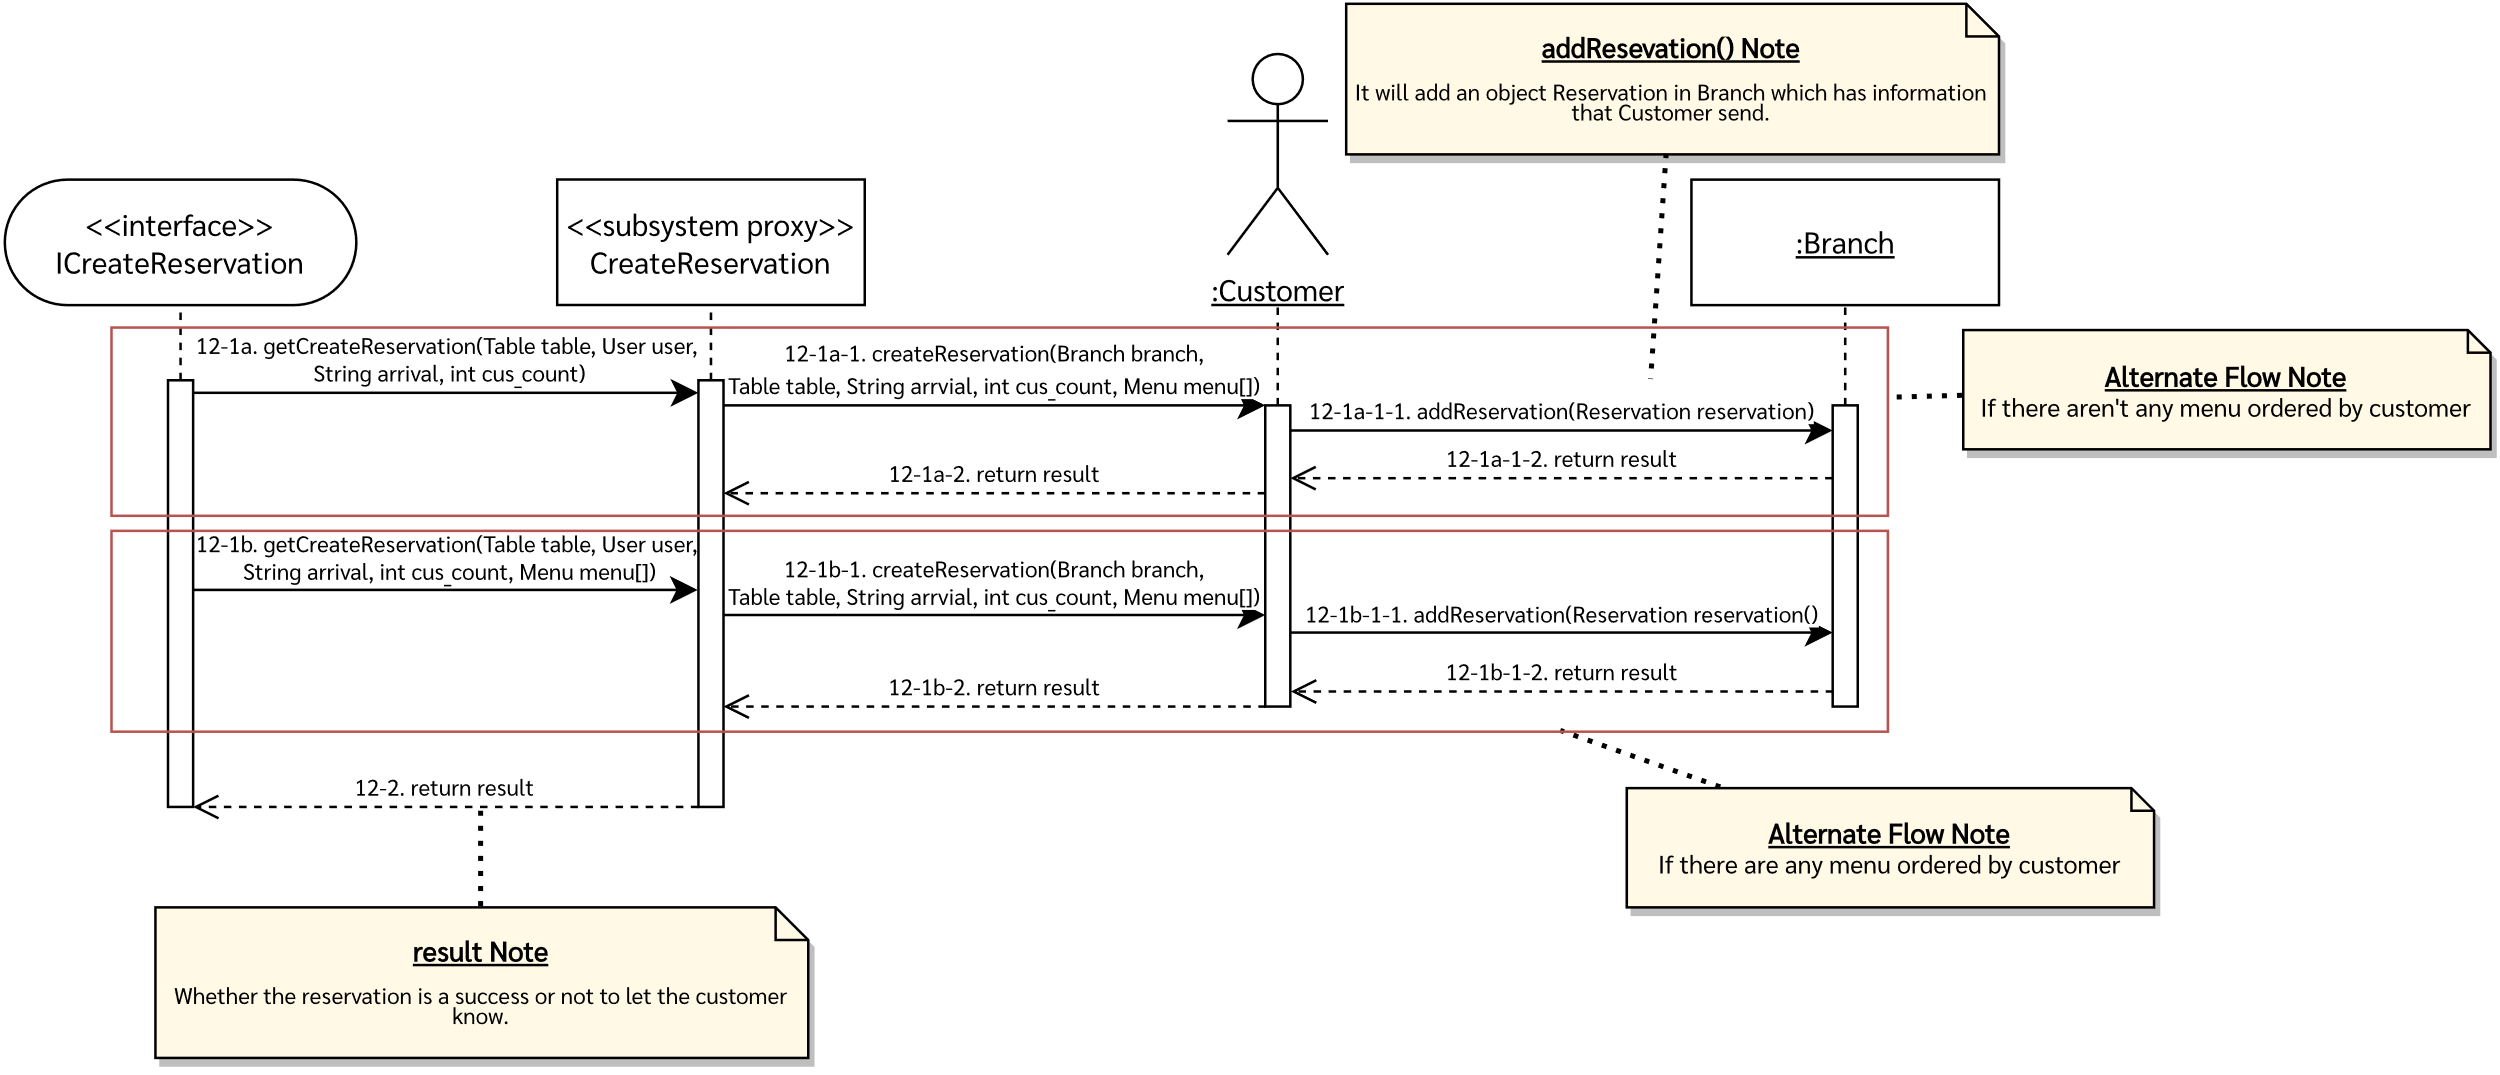 addResevation() Note
It will add an object Reservation in Branch which has information
that Customer send.
<<interface>>
ICreateReservation
<<subsystem proxy>>
CreateReservation
:Customer
:Branch
12-1a. getCreateReservation(Table table, User user,
String arrival, int cus_count)
12-1a-1. createReservation(Branch branch,
Table table, String arrvial, int cus_count, Menu menu[])
12-1a-1-1. addReservation(Reservation reservation)
Alternate Flow Note
If there aren't any menu ordered by customer
12-1a-2. return result
12-1a-1-2. return result
12-1b. getCreateReservation(Table table, User user,
String arrival, int cus_count, Menu menu[])
12-1b-1. createReservation(Branch branch,
Table table, String arrvial, int cus_count, Menu menu[])
12-1b-1-1. addReservation(Reservation reservation()
12-1b-2. return result
12-1b-1-2. return result
12-2. return result
Alternate Flow Note
If there are any menu ordered by customer
result Note
Whether the reservation is a success or not to let the customer
know.